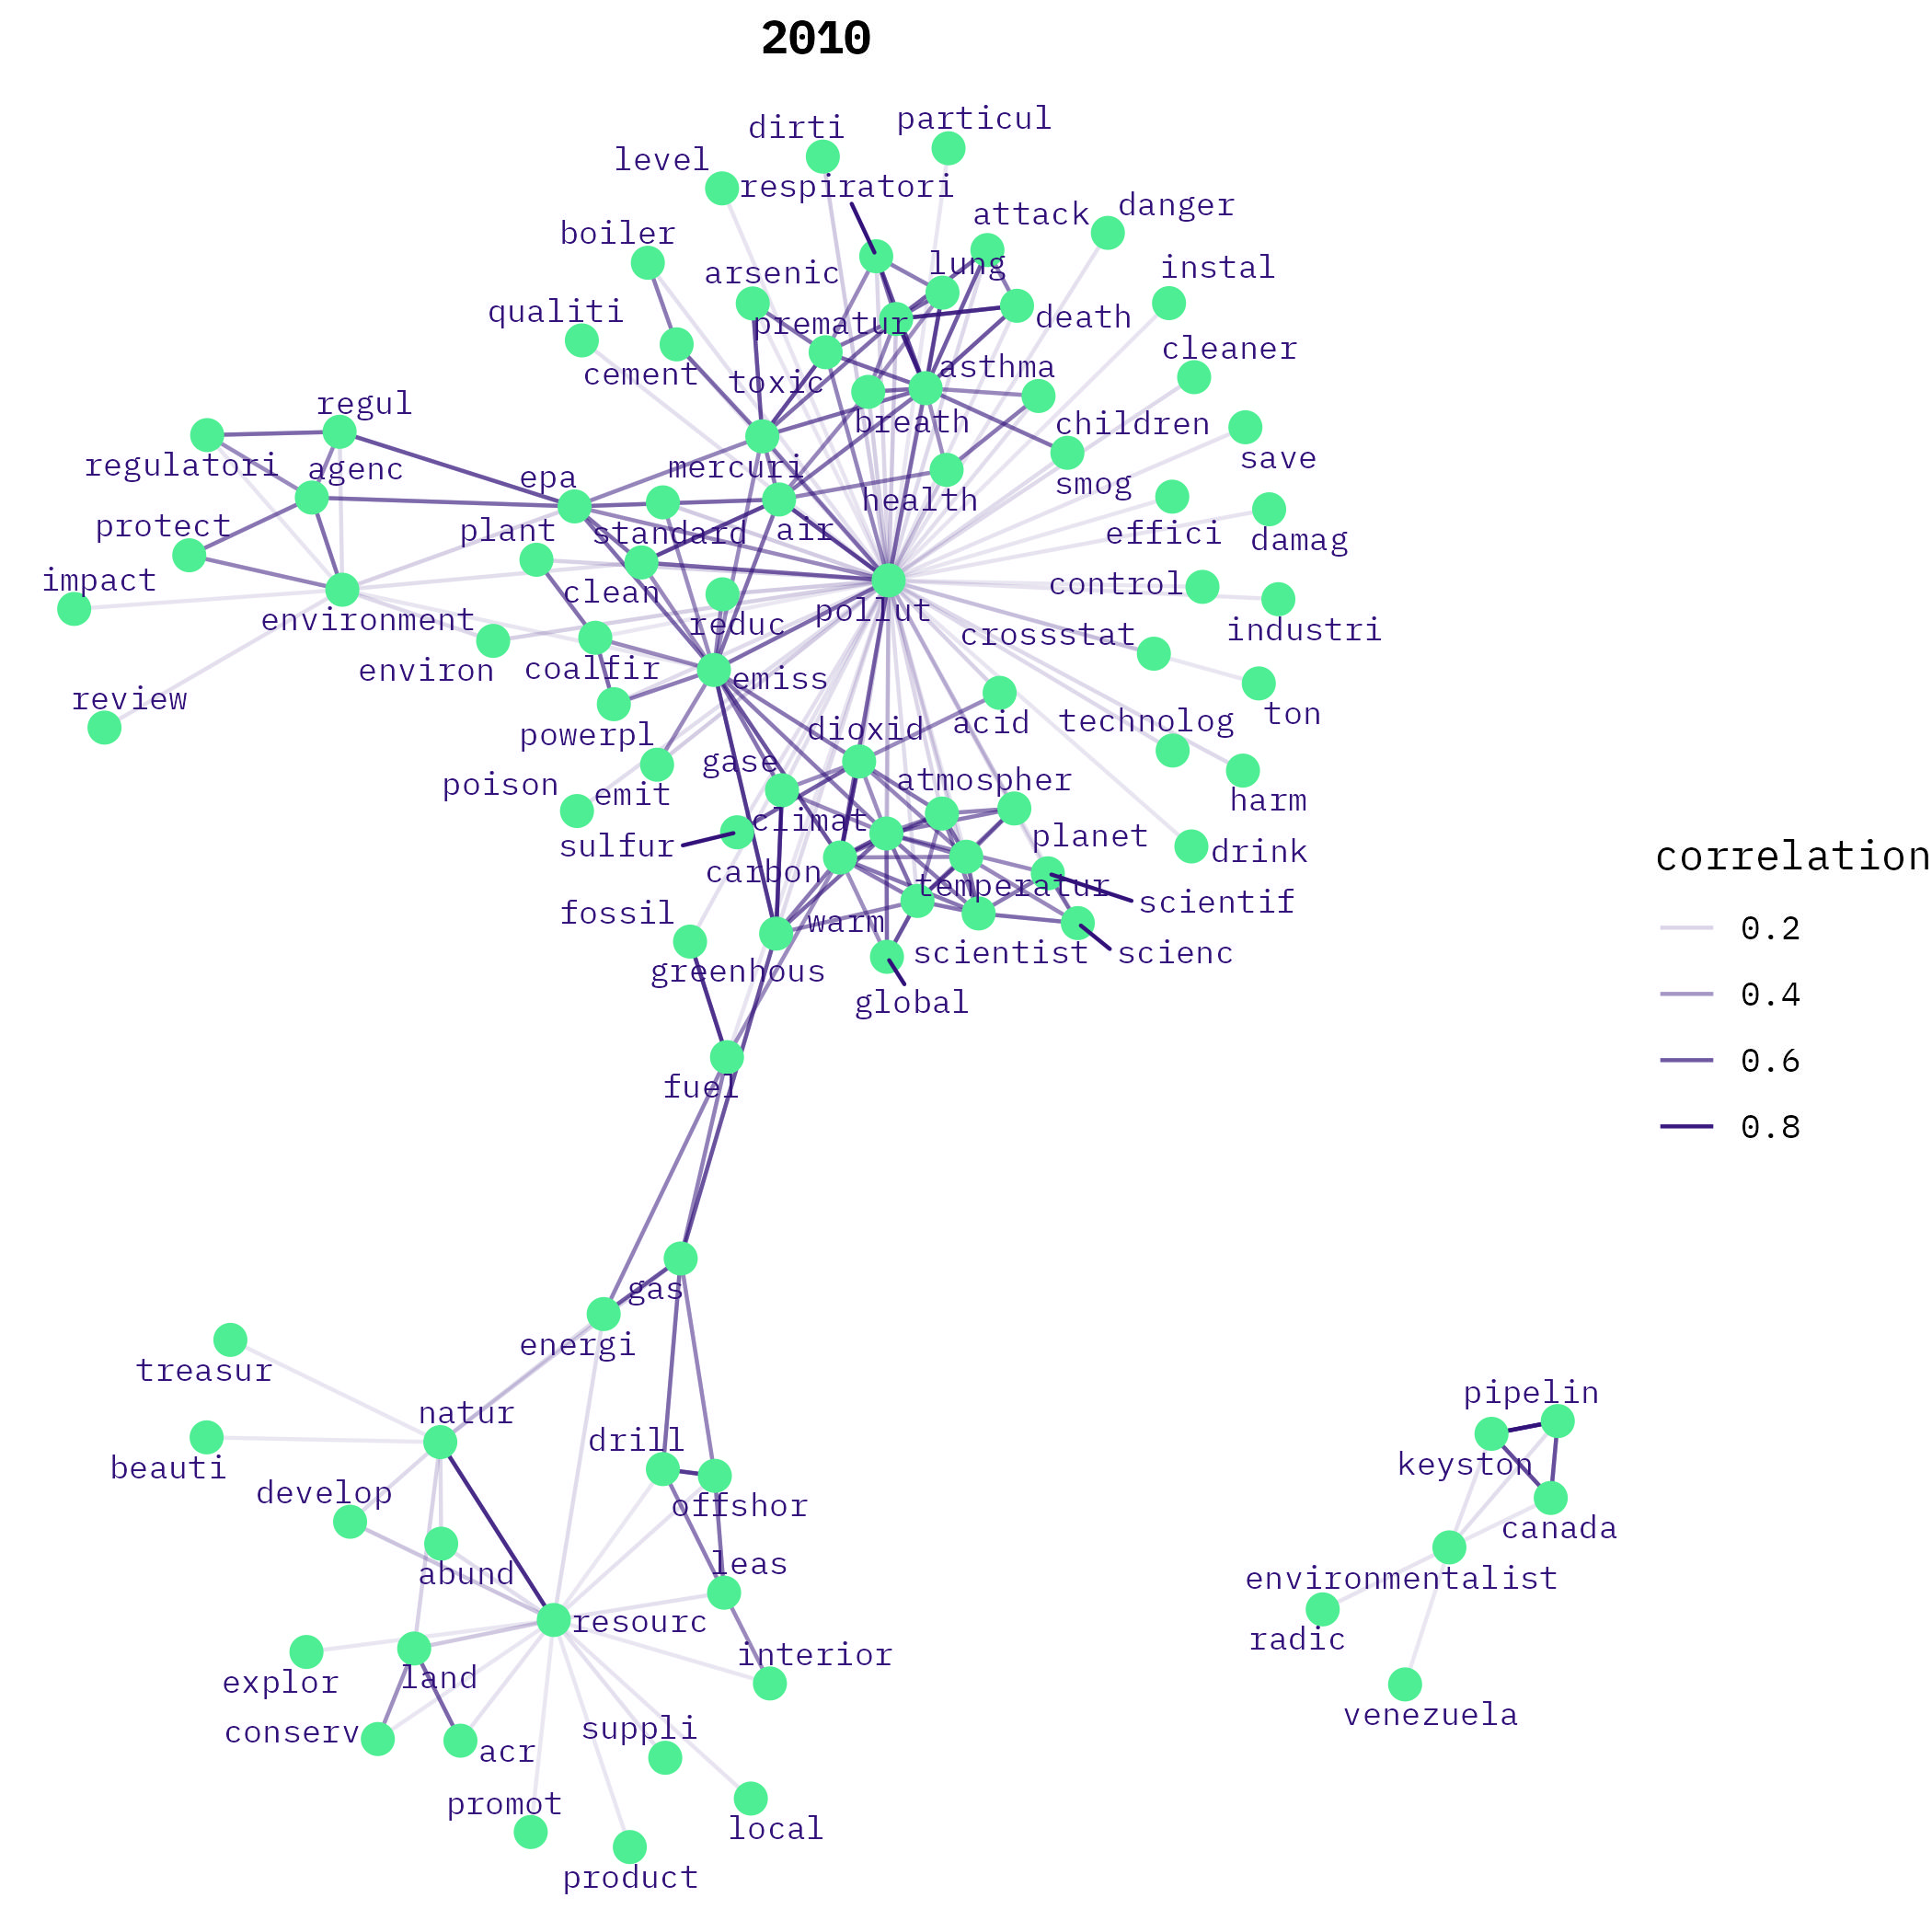 2010
dirti
particul
level
respiratori
attack
danger
boiler
arsenic
lung
instal
qualiti
prematur
death
cement
toxic
asthma
cleaner
regul
breath
children
regulatori
agenc
epa
mercuri
smog
save
protect
plant
standard
air
health
effici
damag
impact
clean
control
environment
reduc
pollut
crossstat
industri
environ
coalfir
emiss
review
powerpl
dioxid
acid
technolog
ton
poison
emit
gase
atmospher
harm
sulfur
climat
planet
drink
carbon
temperatur
scientif
fossil
warm
scientist
scienc
greenhous
global
fuel
correlation
0.2
0.4
0.6
0.8
gas
energi
treasur
natur
beauti
drill
develop
offshor
abund
leas
resourc
interior
explor
land
conserv
acr
suppli
promot
local
product
pipelin
keyston
canada
environmentalist
radic
venezuela